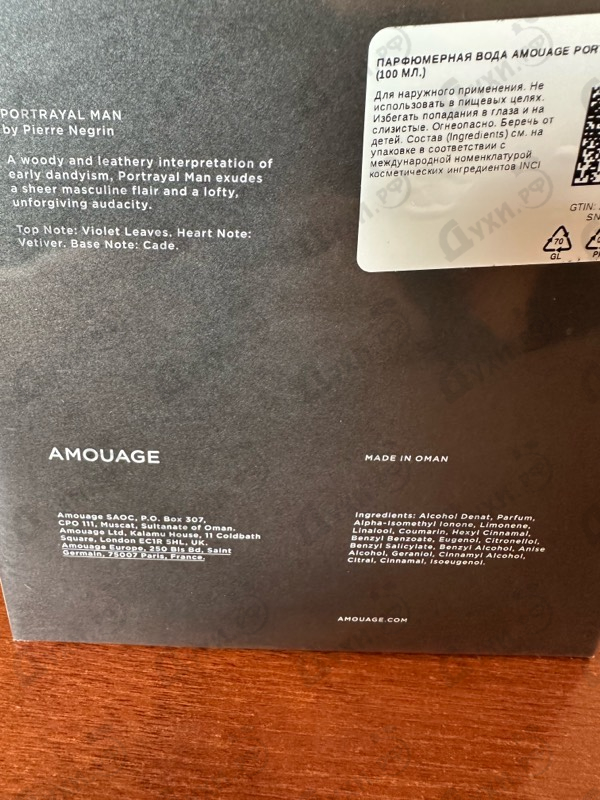 PORTRAYAL MAN
by Pierre Negrin
A woody and leathery interpretation of
early dandyism, Portrayal Man exudes
a sheer masculine flair and a lofty,
unforgiving audacity.
Top Note: Violet Leaves. Heart Note:
Vetiver. Base Note: Cade.
ПАРФЮМЕРНАЯ ВОДА AMOUAGE POR
(100 МЛ.)
Для наружного применения. Не
использовать в пищевых целях.
Избегать попадания в глаза и на
слизистые. Огнеопасно. Беречь от
детей. Состав (Ingredients) см. на
упаковке в соответствии с
международной номенклатурой
косметических ингредиентов INCI
GTIN:
SN
70
GL
AMOUAGE
MADE IN OMAN
Amouage SAOC, P.O. Box 307,
CPO 111, Muscat, Sultanate of Oman.
Amouage Ltd, Kalamu House, 11 Coldbath
Square, London EC1R 5HL, UK.
Amouage Europe, 250 Bis Bd. Saint
Germain, 75007 Paris, France.
Ingredients: Alcohol Denat, Parfum,
Alpha-Isomethyl Ionone, Limonene,
Linalool, Coumarin, Hexyl Cinnamal,
Benzyl Benzoate, Eugenol, Citronellol,
Benzyl Salicylate, Benzyl Alcohol, Anise
Alcohol, Geraniol, Cinnamyl Alcohol,
Citral, Cinnamal, Isoeugenol.
AMOUAGE.COM
Духи.РФ